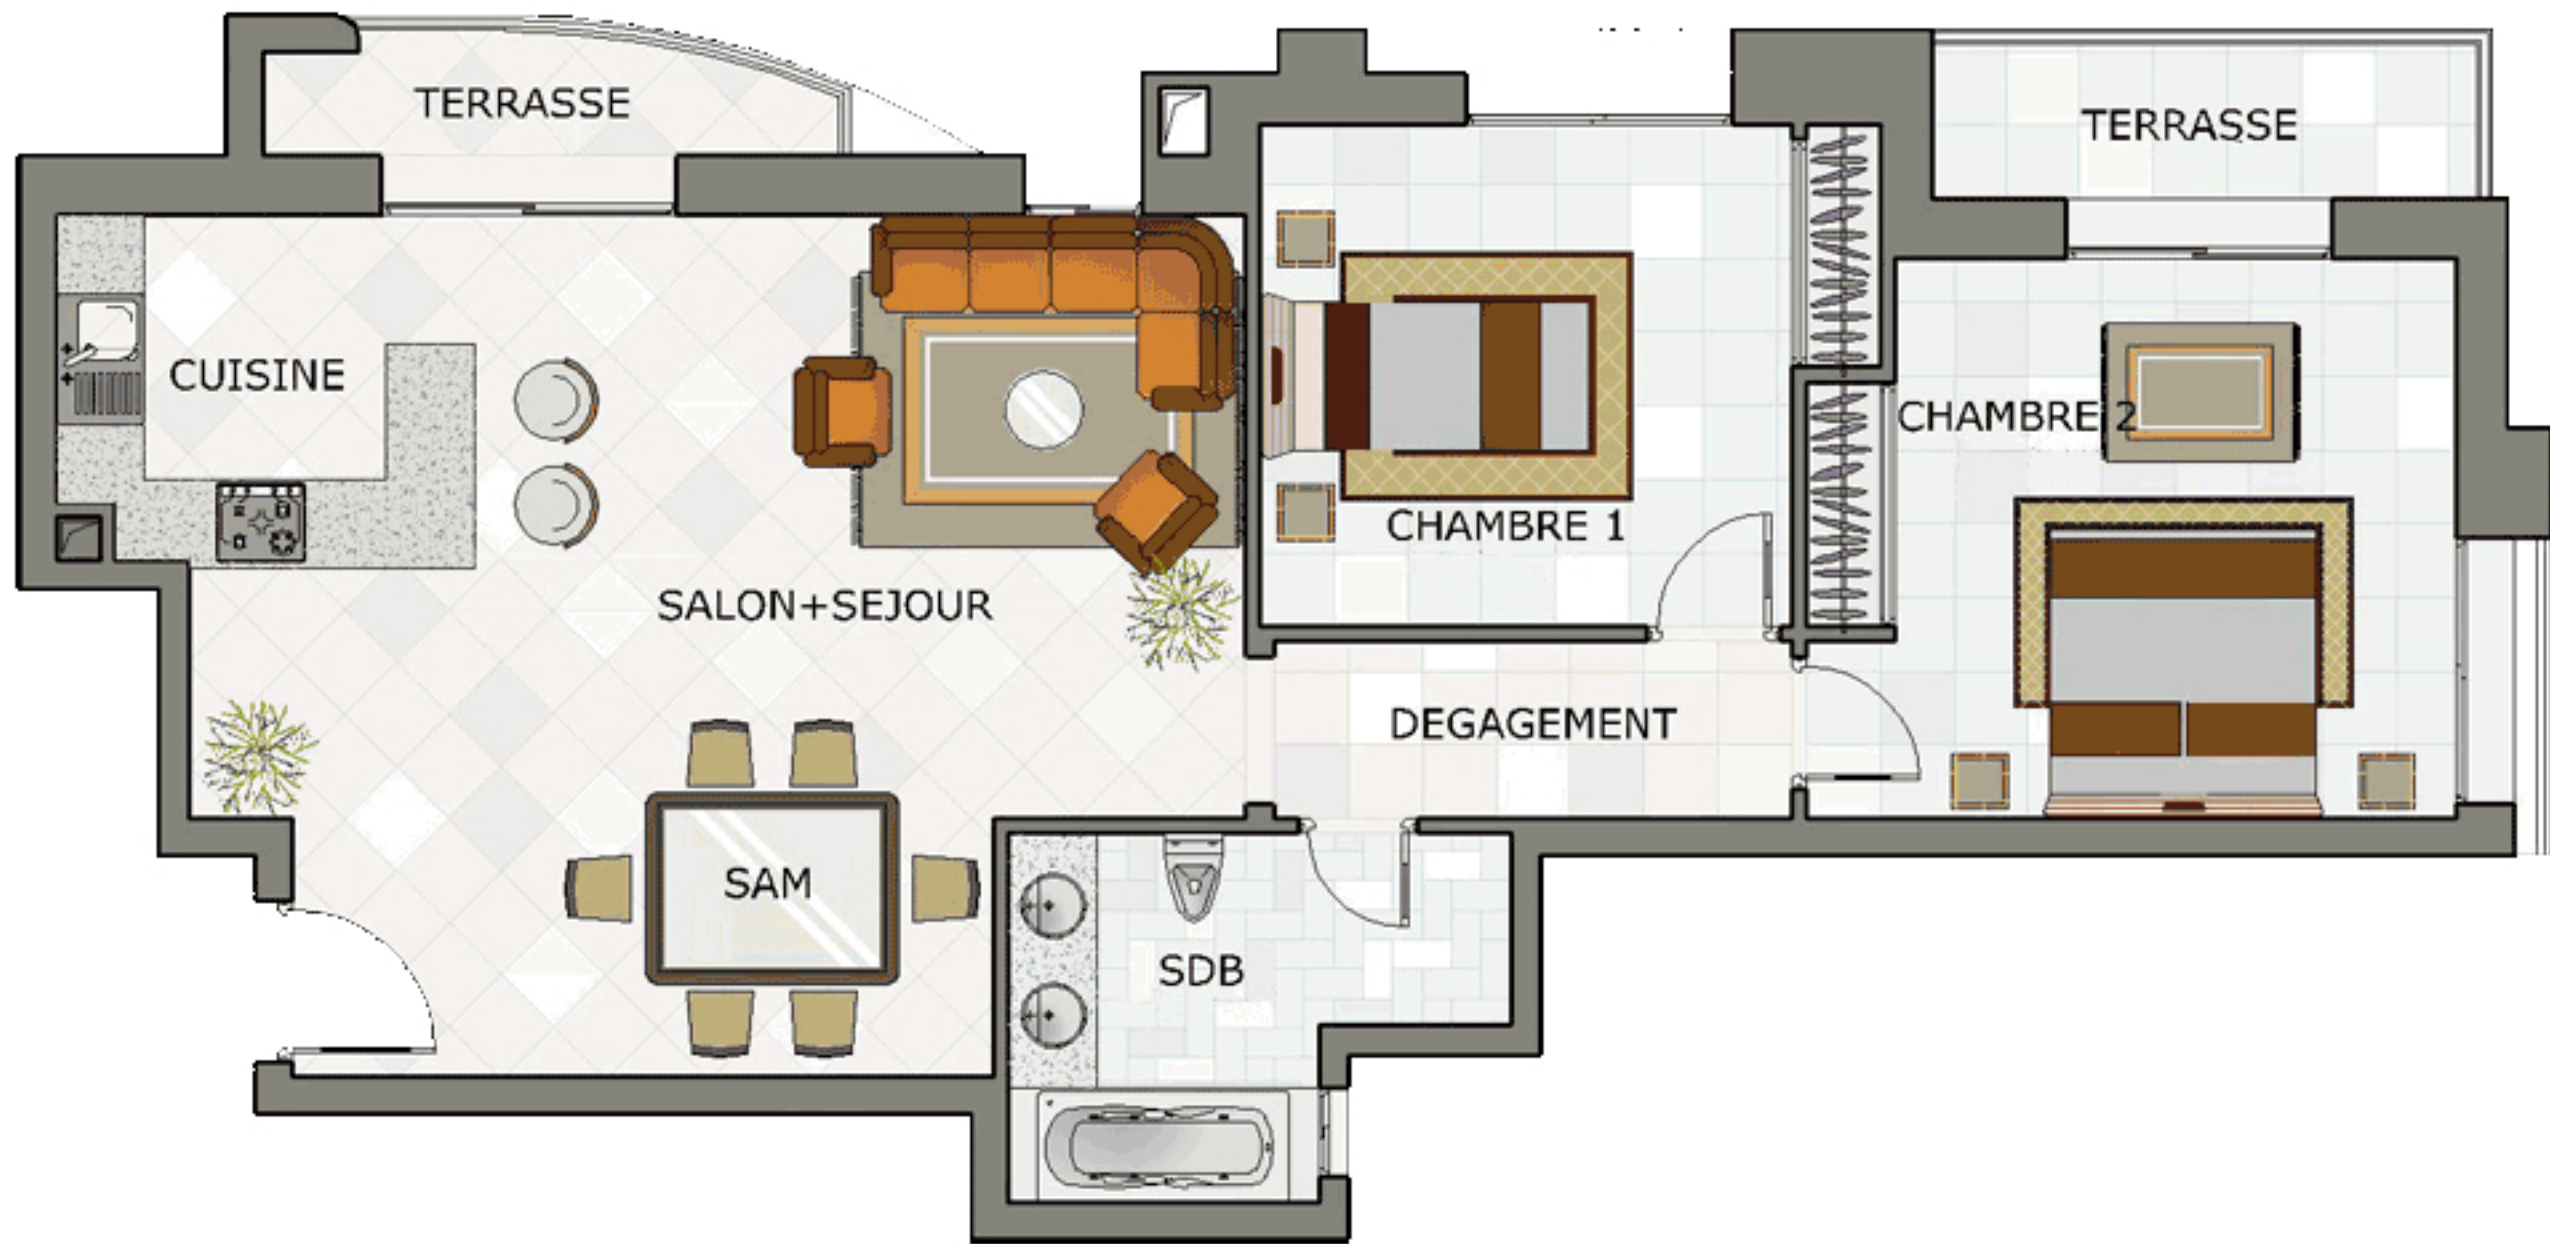 TERRASSE
TERRASSE
CUISINE
CHAMBRE 2
CHAMBRE 1
SALON+SEJOUR
DEGAGEMENT
SAM
SDB